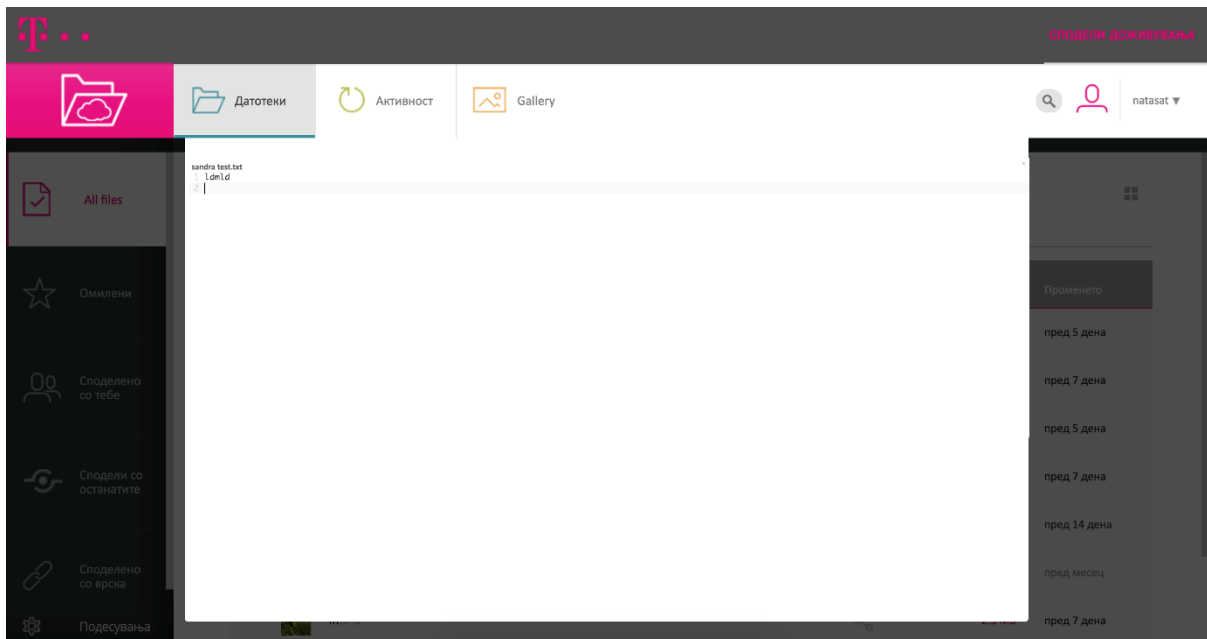 СПОДЕЛИ ДОЖИВУВАЊА
Датотеки
Активност
Gallery
natasat ▼
sandra test.txt
1 ldmld
2
All files
Омилени
Променето
пред 5 дена
Споделено
со тебе
пред 7 дена
пред 5 дена
Сподели со
останатите
пред 7 дена
пред 14 дена
Споделено
со врска
пред месец
Подесувања
пред 7 дена